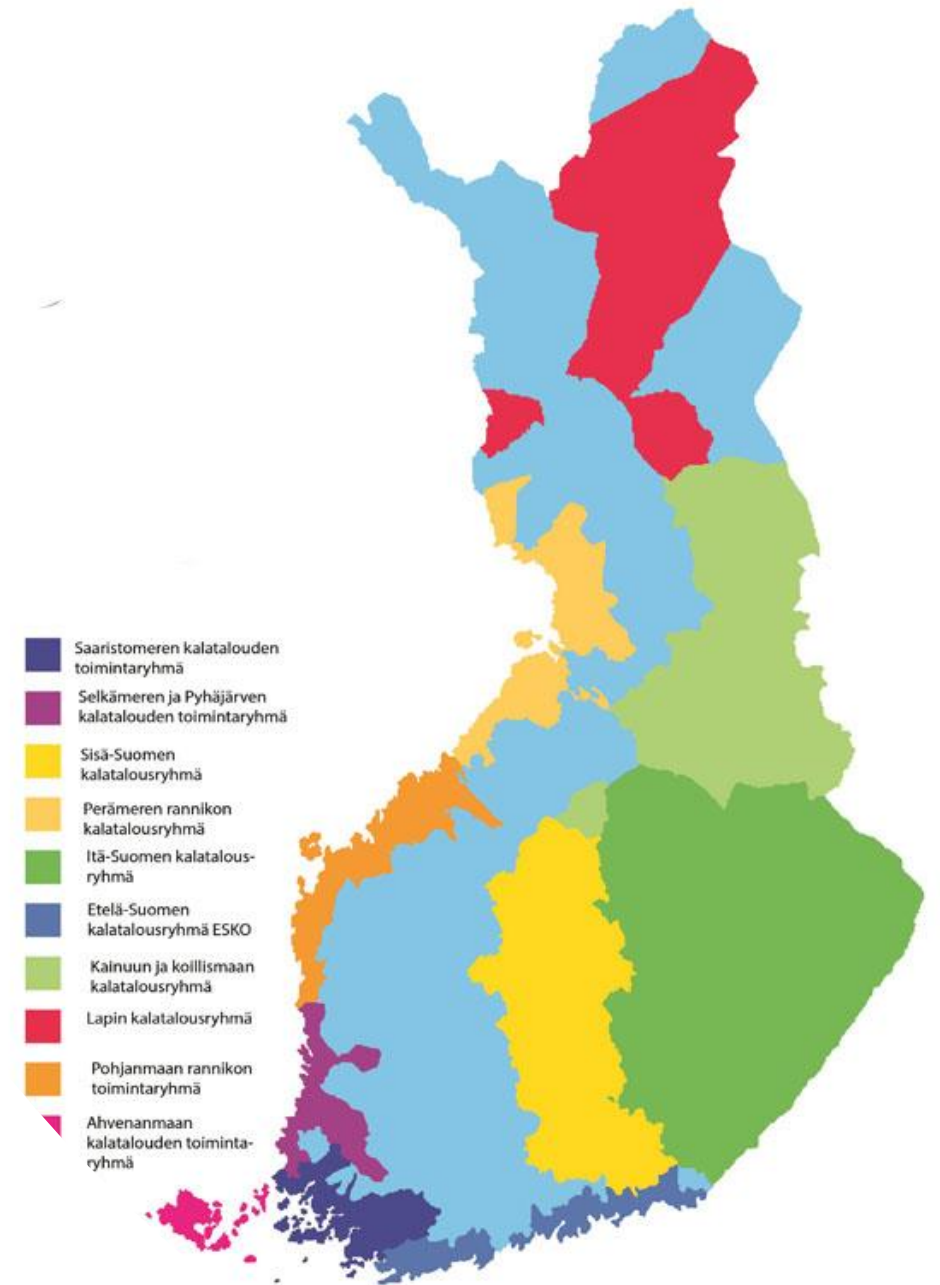 Saaristomeren kalatalouden
toimintaryhmä
Selkämeren ja Pyhäjärven
kalatalouden toimintaryhmä
Sisä-Suomen
kalatalousryhmä
Perämeren rannikon
kalatalousryhmä
Itä-Suomen kalatalous-
ryhmä
Etelä-Suomen
kalatalousryhmä ESKO
Kainuun ja koillismaan
kalatalousryhmä
Lapin kalatalousryhmä
Pohjanmaan rannikon
toimintaryhmä
Ahvenanmaan
kalatalouden toiminta-
ryhmä